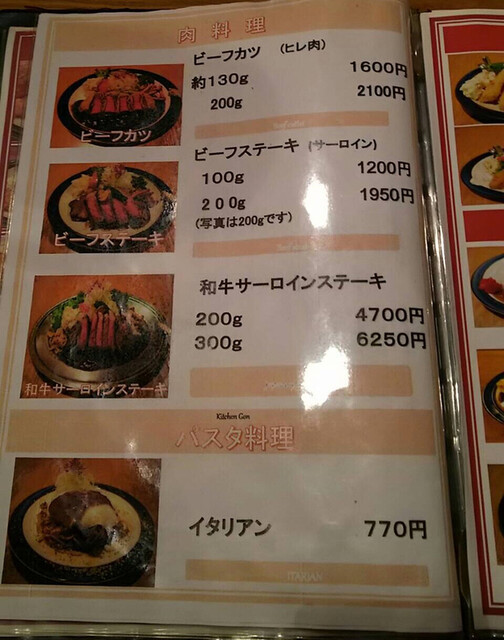 肉料理
ビーフカツ （ヒレ肉）
約130g 1600円
200g 2100円
ビーフカツ
ビーフステーキ (サーロイン)
100g 1200円
200g 1950円
(写真は200gです)
ビーフステーキ
和牛サーロインステーキ
200g 4700円
300g 6250円
和牛サーロインステーキ
Kitchen Gon
パスタ料理
イタリアン 770円
ITARIAN